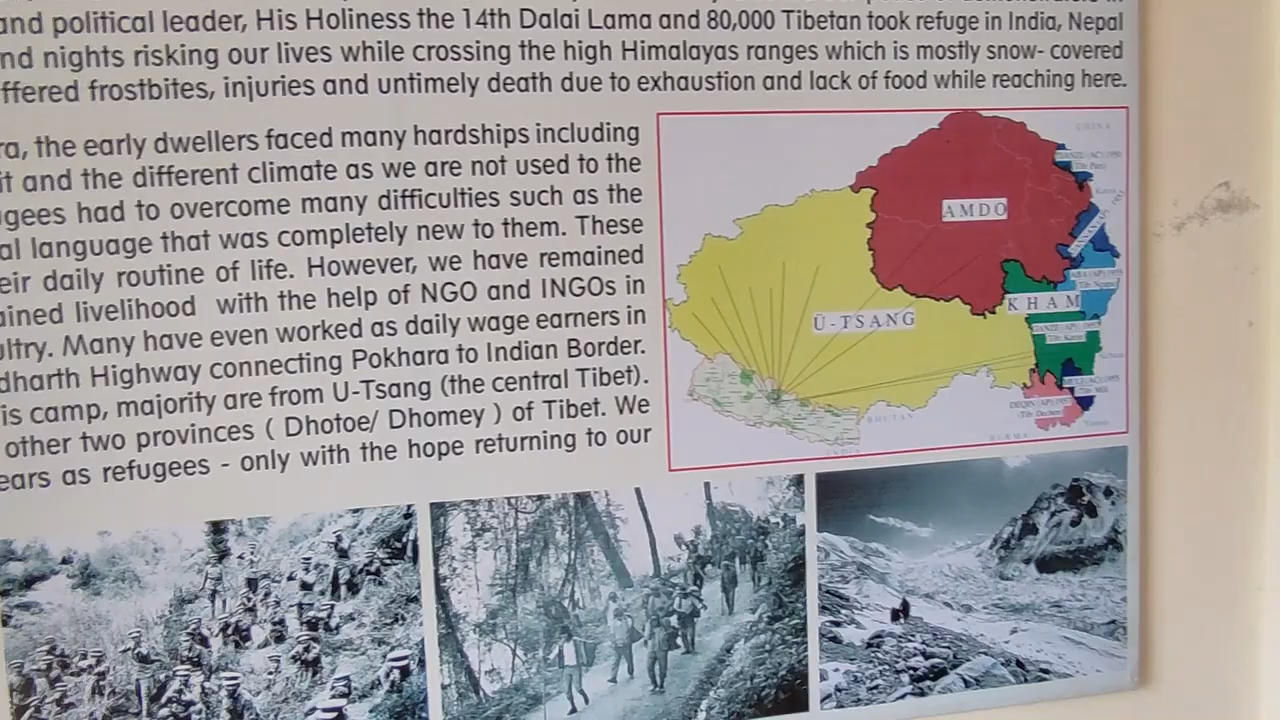 and political leader, His Holiness the 14th Dalai Lama and 80,000 Tibetan took refuge in India, Nepal
nd nights risking our lives while crossing the high Himalayas ranges which is mostly snow- covered
ffered frostbites, injuries and untimely death due to exhaustion and lack of food while reaching here.
ra, the early dwellers faced many hardships including
it and the different climate as we are not used to the
ugees had to overcome many difficulties such as the
al language that was completely new to them. These
eir daily routine of life. However, we have remained
ained livelihood with the help of NGO and INGOs in
ultry. Many have even worked as daily wage earners in
dharth Highway connecting Pokhara to Indian Border.
is camp, majority are from U-Tsang (the central Tibet).
other two provinces ( Dhotoe/ Dhomey ) of Tibet. We
ears as refugees - only with the hope returning to our
CHINA
AMDO
KHAM
Ü-TSANG
BHUTAN
BURMA
INDIA